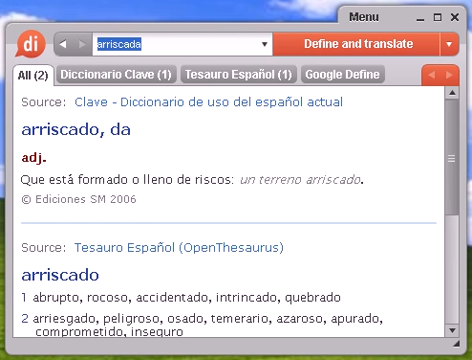 Menu
di
arriscada
Define and translate
All (2)
Diccionario Clave (1)
Tesauro Español (1)
Google Define
Source: Clave - Diccionario de uso del español actual
arriscado, da
adj.
Que está formado o lleno de riscos: un terreno arriscado.
© Ediciones SM 2006
Source: Tesauro Español (OpenThesaurus)
arriscado
1 abrupto, rocoso, accidentado, intrincado, quebrado
2 arriesgado, peligroso, osado, temerario, azaroso, apurado,
comprometido, inseguro